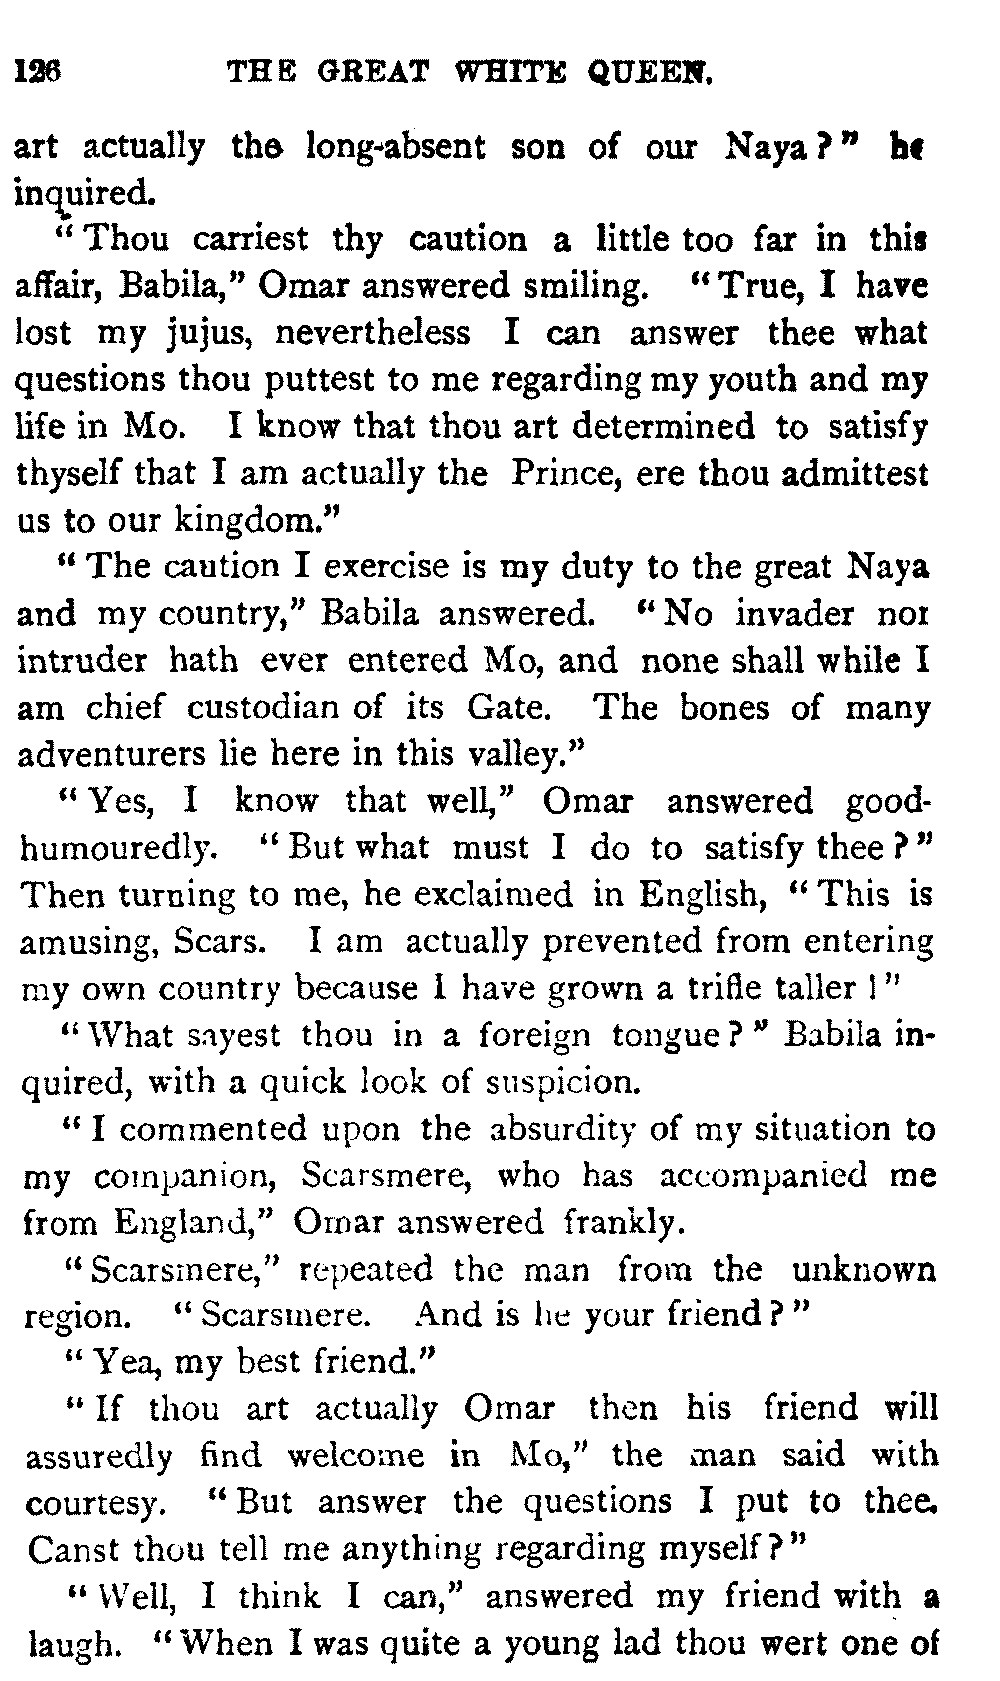 126 THE GREAT WHITE QUEEN.
art actually the long-absent son of our Naya?" he
inquired.
"Thou carriest thy caution a little too far in this
affair, Babila," Omar answered smiling. "True, I have
lost my jujus, nevertheless I can answer thee what
questions thou puttest to me regarding my youth and my
life in Mo. I know that thou art determined to satisfy
thyself that I am actually the Prince, ere thou admittest
us to our kingdom."
"The caution I exercise is my duty to the great Naya
and my country," Babila answered. "No invader nor
intruder hath ever entered Mo, and none shall while I
am chief custodian of its Gate. The bones of many
adventurers lie here in this valley."
"Yes, I know that well," Omar answered good-
humouredly. "But what must I do to satisfy thee?"
Then turning to me, he exclaimed in English, "This is
amusing, Scars. I am actually prevented from entering
my own country because I have grown a trifle taller!"
"What sayest thou in a foreign tongue?" Babila in-
quired, with a quick look of suspicion.
"I commented upon the absurdity of my situation to
my companion, Scarsmere, who has accompanied me
from England," Omar answered frankly.
"Scarsmere," repeated the man from the unknown
region. "Scarsmere. And is he your friend?"
"Yea, my best friend."
"If thou art actually Omar then his friend will
assuredly find welcome in Mo," the man said with
courtesy. "But answer the questions I put to thee.
Canst thou tell me anything regarding myself?"
"Well, I think I can," answered my friend with a
laugh. "When I was quite a young lad thou wert one of